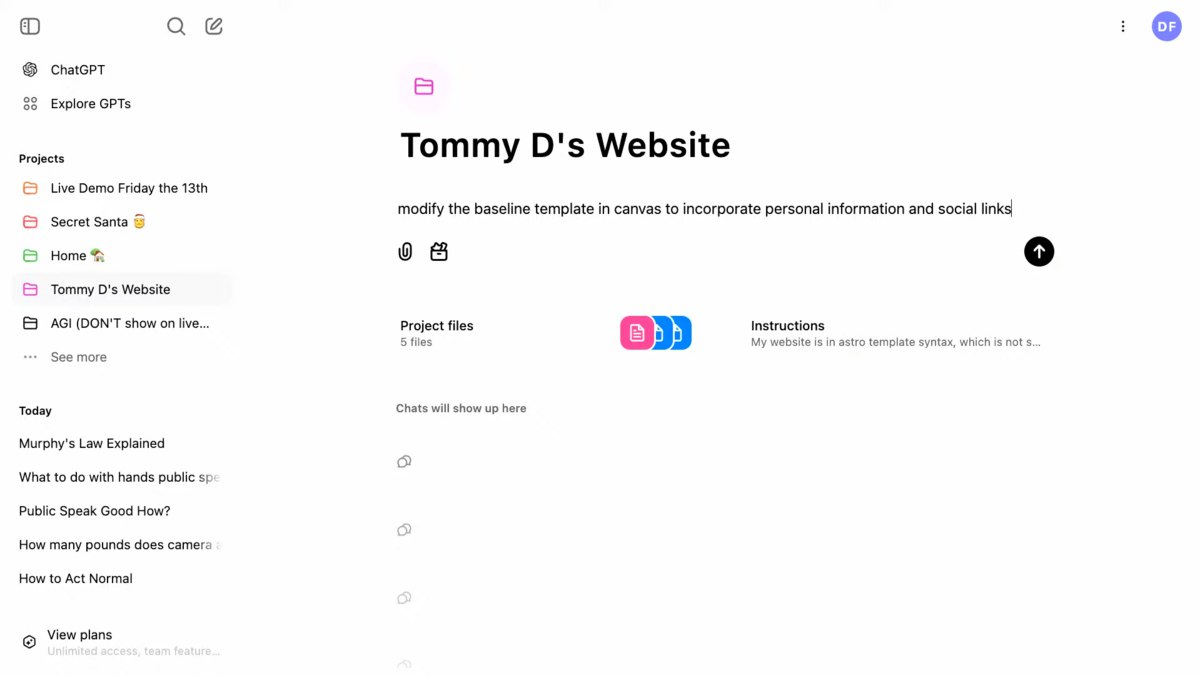 DF
ChatGPT
Explore GPTs
Projects
Live Demo Friday the 13th
Secret Santa 🎅
Home 🏡
Tommy D's Website
AGI (DON'T show on live...
See more
Today
Murphy's Law Explained
What to do with hands public spe
Public Speak Good How?
How many pounds does camera a
How to Act Normal
View plans
Unlimited access, team feature...
Tommy D's Website
modify the baseline template in canvas to incorporate personal information and social links
Project files
5 files
Instructions
My website is in astro template syntax, which is not s...
Chats will show up here